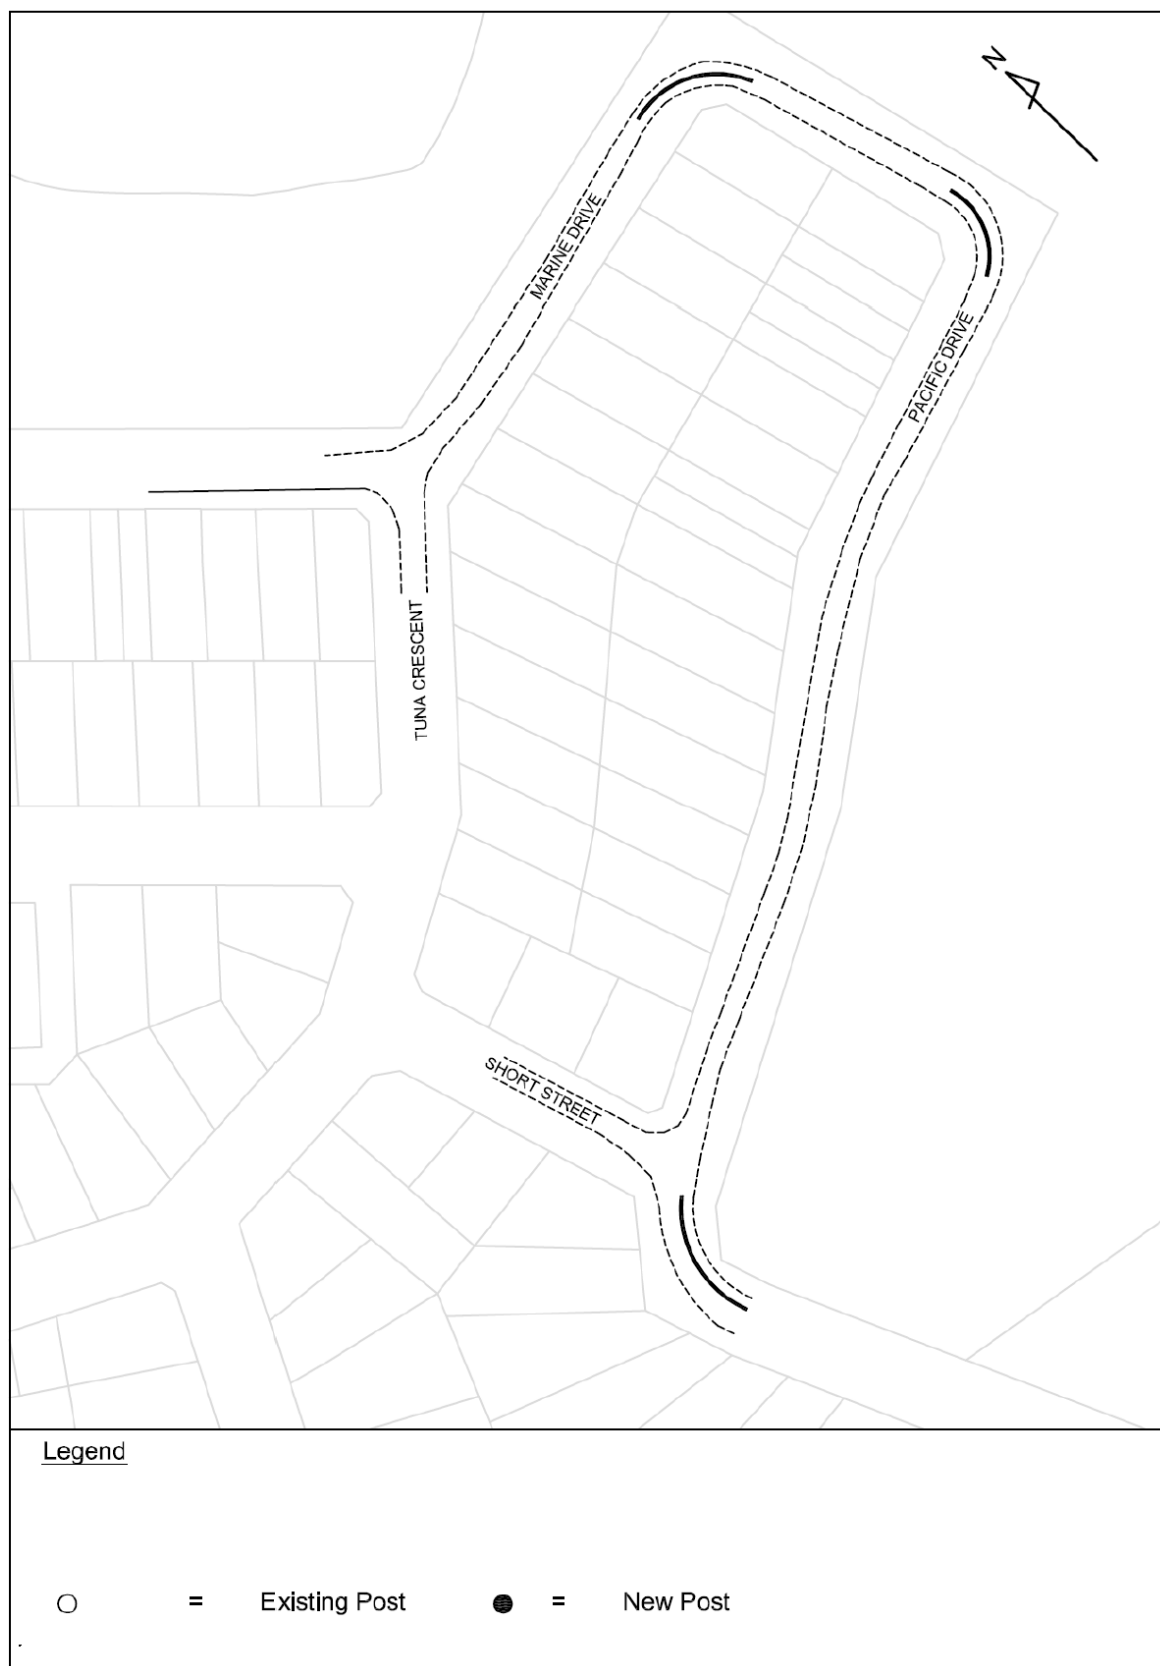 N
MARINE DRIVE
PACIFIC DRIVE
TUNA CRESCENT
SHORT STREET
Legend
= Existing Post = New Post